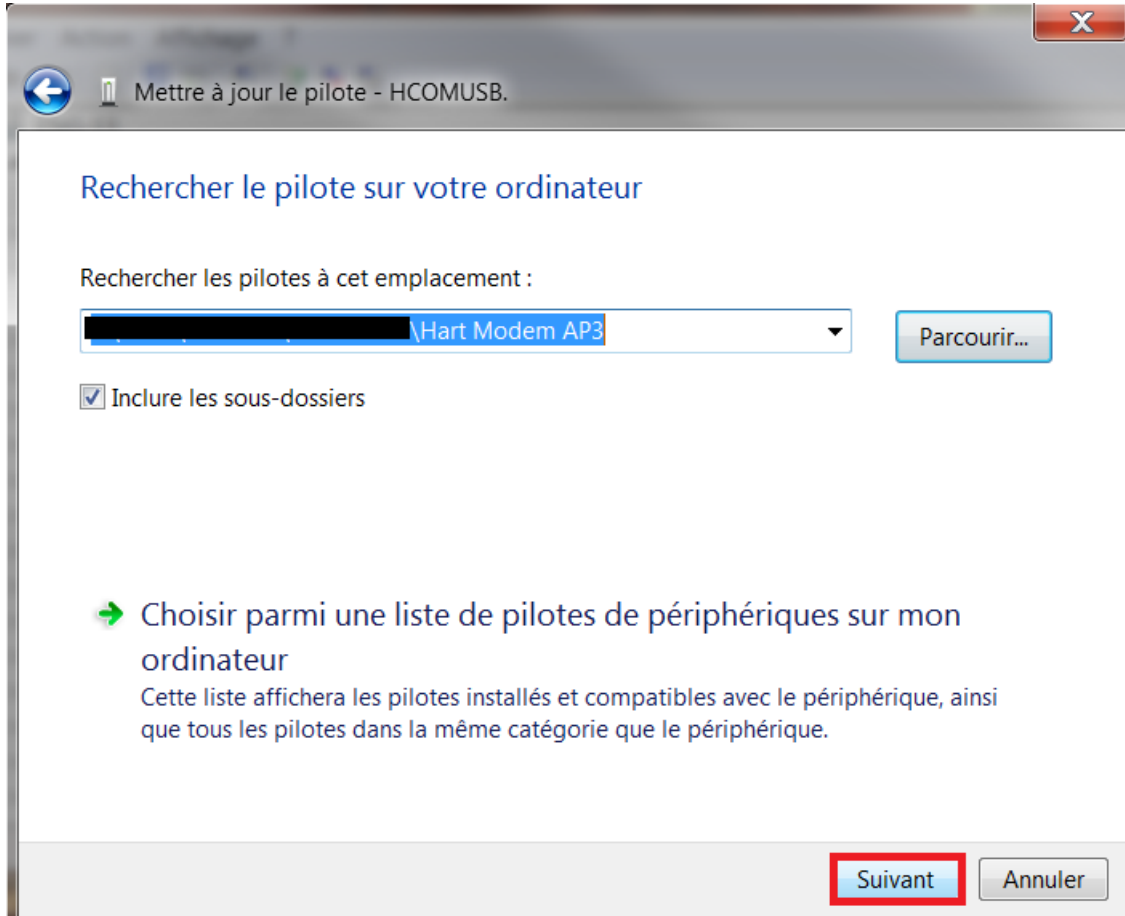 Mettre à jour le pilote - HCOMUSB.
Rechercher le pilote sur votre ordinateur
Rechercher les pilotes à cet emplacement :
\Hart Modem AP3
Parcourir...
Inclure les sous-dossiers
Choisir parmi une liste de pilotes de périphériques sur mon
ordinateur
Cette liste affichera les pilotes installés et compatibles avec le périphérique, ainsi
que tous les pilotes dans la même catégorie que le périphérique.
Suivant
Annuler